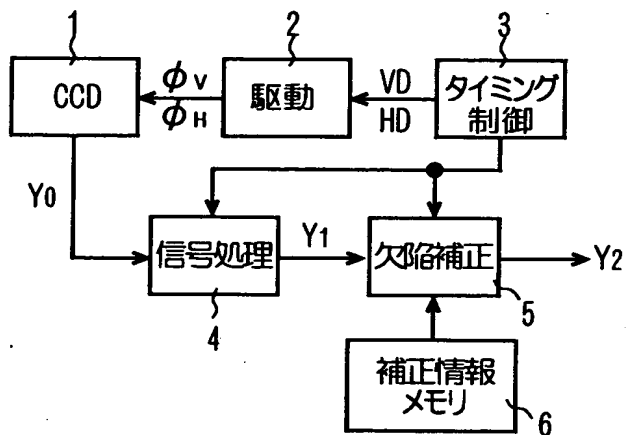 1
2
3
CCD
ΦV
ΦH
駆動
VD
HD
タイミング
制御
Y0
信号処理
Y1
欠陥補正
Y2
4
5
補正情報
メモリ
6